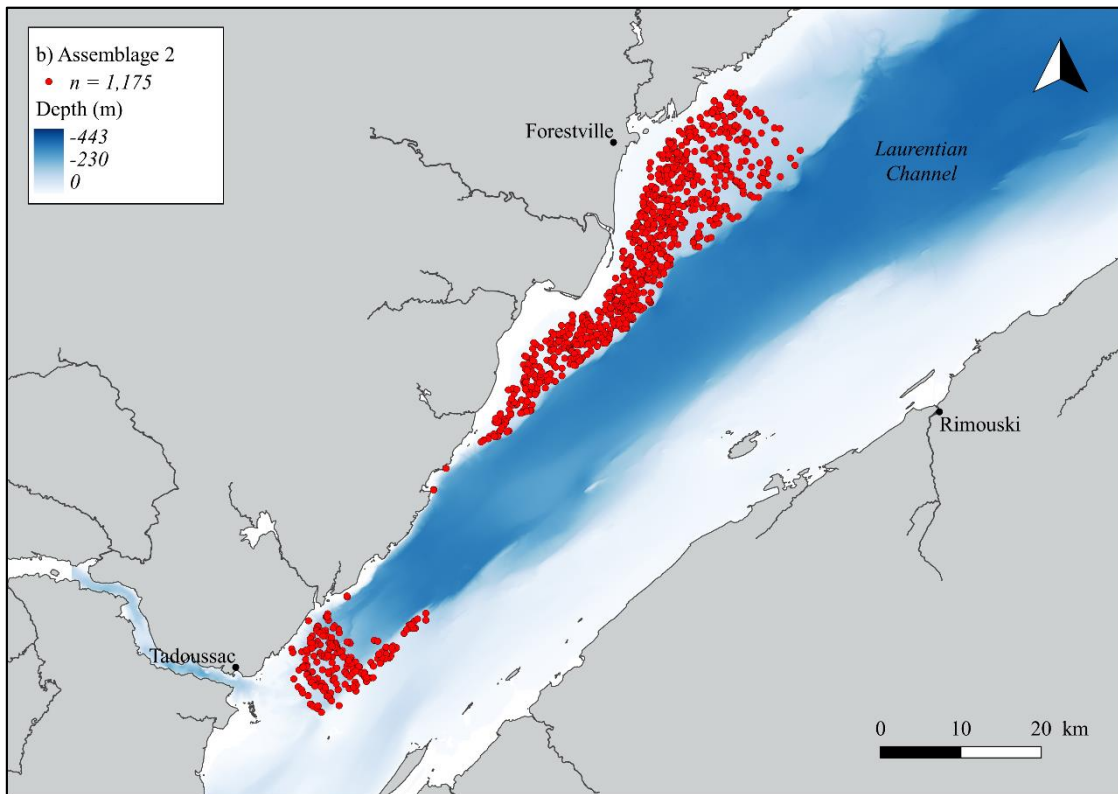 b) Assemblage 2
n = 1,175
Depth (m)
-443
-230
0
Forestville
Laurentian
Channel
Rimouski
Tadoussac
0 10 20 km